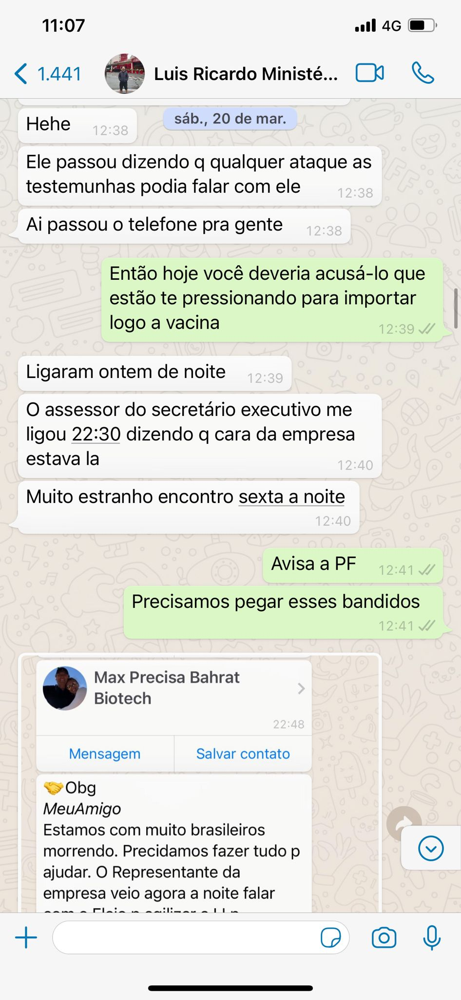 11:07
4G
1.441
Luis Ricardo Ministé...
sáb., 20 de mar.
Hehe
12:38
Ele passou dizendo q qualquer ataque as
testemunhas podia falar com ele
12:38
Ai passou o telefone pra gente
12:38
Então hoje você deveria acusá-lo que
estão te pressionando para importar
logo a vacina
12:39
Ligaram ontem de noite
12:39
O assessor do secretário executivo me
ligou 22:30 dizendo q cara da empresa
estava la
12:40
Muito estranho encontro sexta a noite
12:40
Avisa a PF
12:41
Precisamos pegar esses bandidos
12:41
Max Precisa Bahrat
Biotech
22:48
Mensagem
Salvar contato
🤝Obg
MeuAmigo
Estamos com muito brasileiros
morrendo. Precidamos fazer tudo p
ajudar. O Representante da
empresa veio agora a noite falar